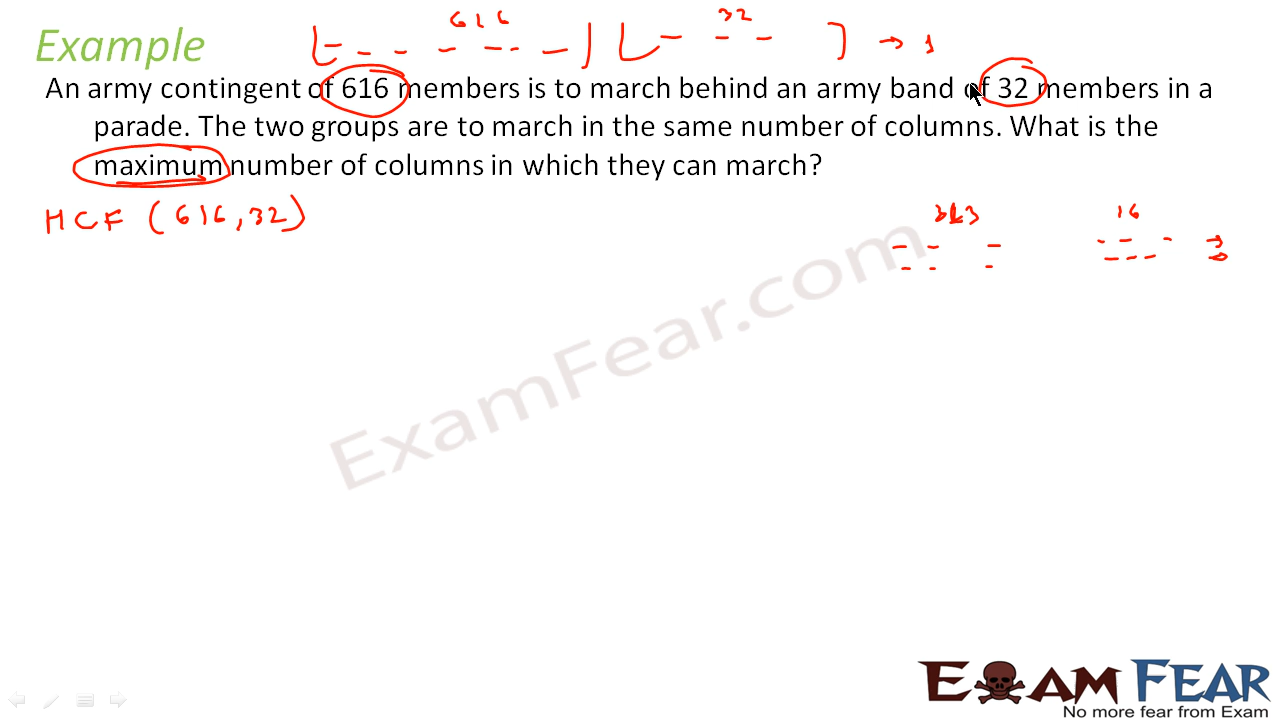 616 32
Example → 1
An army contingent of 616 members is to march behind an army band of 32 members in a
parade. The two groups are to march in the same number of columns. What is the
maximum number of columns in which they can march?
HCF (616,32)
16
ExamFear.com
EXAM FEAR
No more fear from Exam